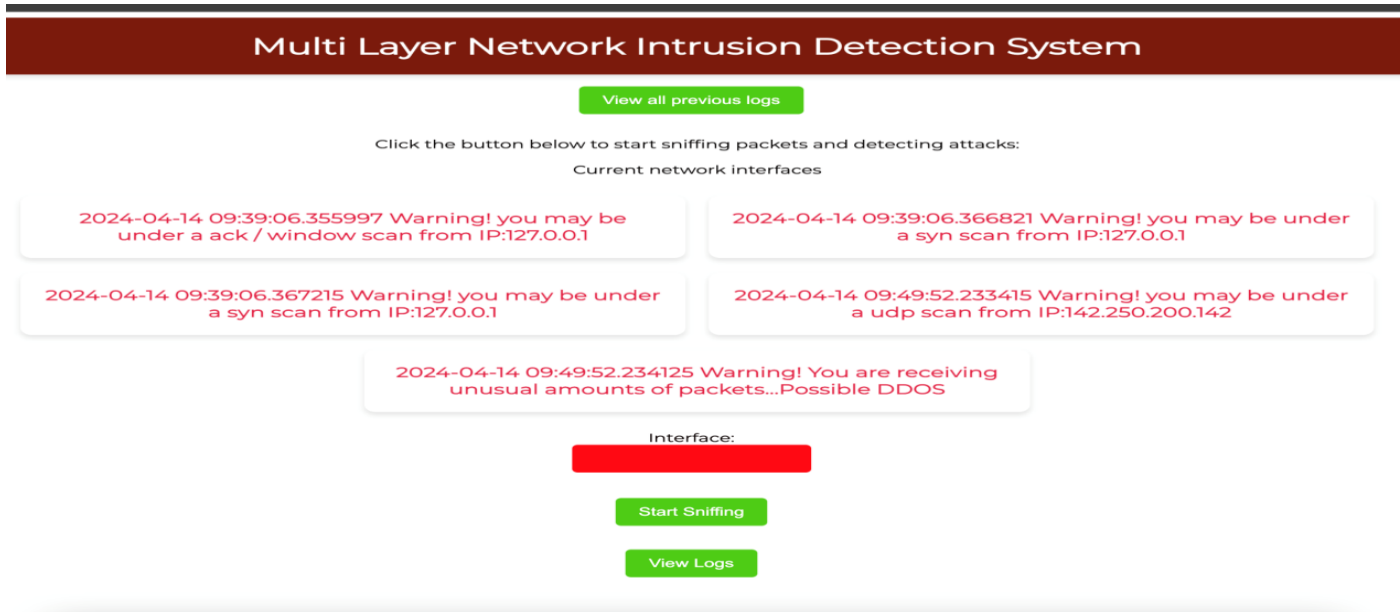 Multi Layer Network Intrusion Detection System
View all previous logs
Click the button below to start sniffing packets and detecting attacks:
Current network interfaces
2024-04-14 09:39:06.355997 Warning! you may be
under a ack / window scan from IP:127.0.0.1
2024-04-14 09:39:06.366821 Warning! you may be under
a syn scan from IP:127.0.0.1
2024-04-14 09:39:06.367215 Warning! you may be under
a syn scan from IP:127.0.0.1
2024-04-14 09:49:52.233415 Warning! you may be under
a udp scan from IP:142.250.200.142
2024-04-14 09:49:52.234125 Warning! You are receiving
unusual amounts of packets...Possible DDOS
Interface:
Start Sniffing
View Logs